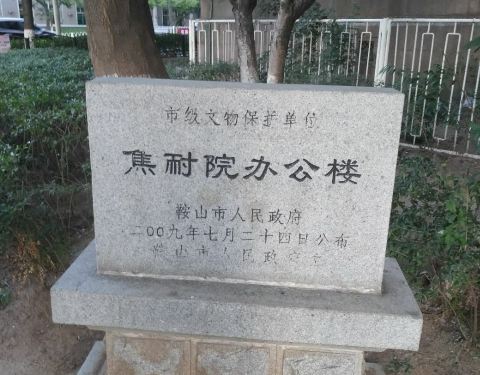 市级文物保护单位
焦耐院办公楼
鞍山市人民政府
二00九年七月二十四日公布
鞍山市人民政府立